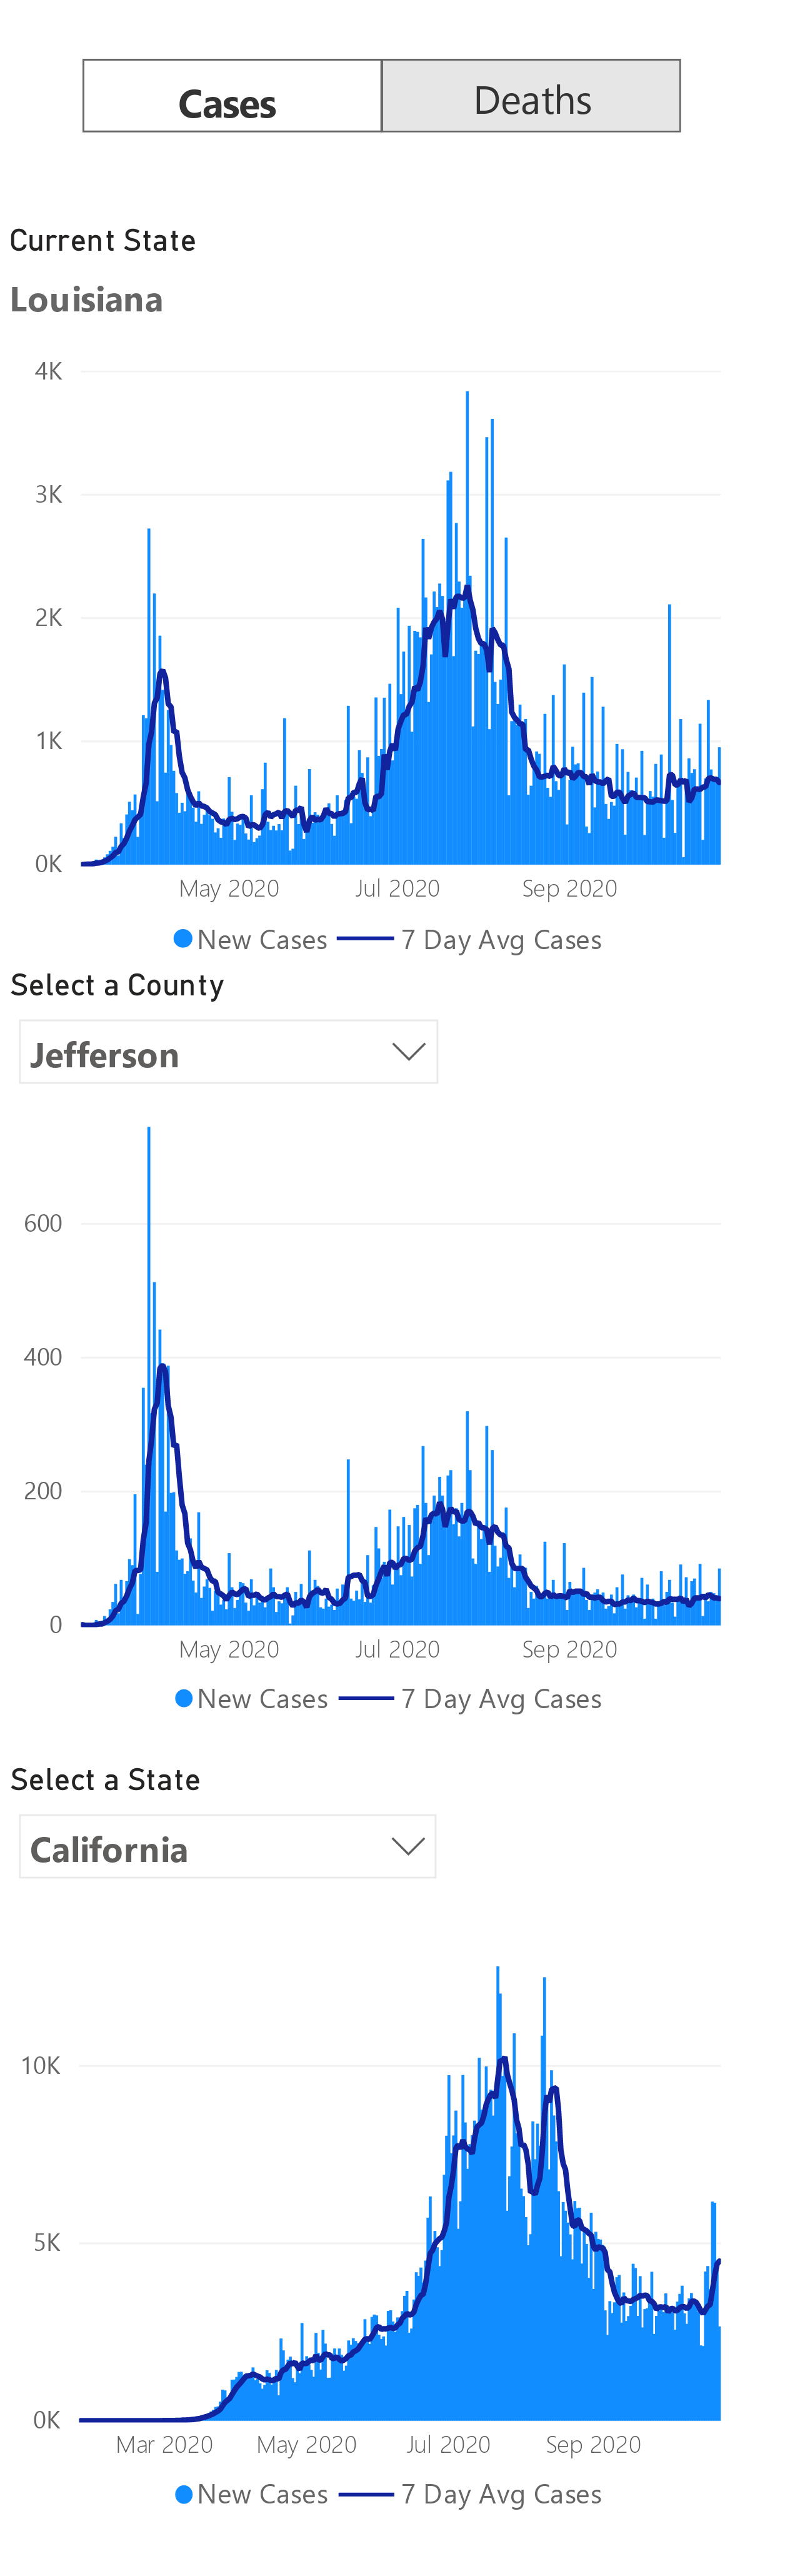 Cases Deaths
Current State
Louisiana
4K
3K
2K
1K
0K
May 2020 Jul 2020 Sep 2020
New Cases 7 Day Avg Cases
Select a County
Jefferson
600
400
200
0
May 2020 Jul 2020 Sep 2020
New Cases 7 Day Avg Cases
Select a State
California
10K
5K
0K
Mar 2020 May 2020 Jul 2020 Sep 2020
New Cases 7 Day Avg Cases